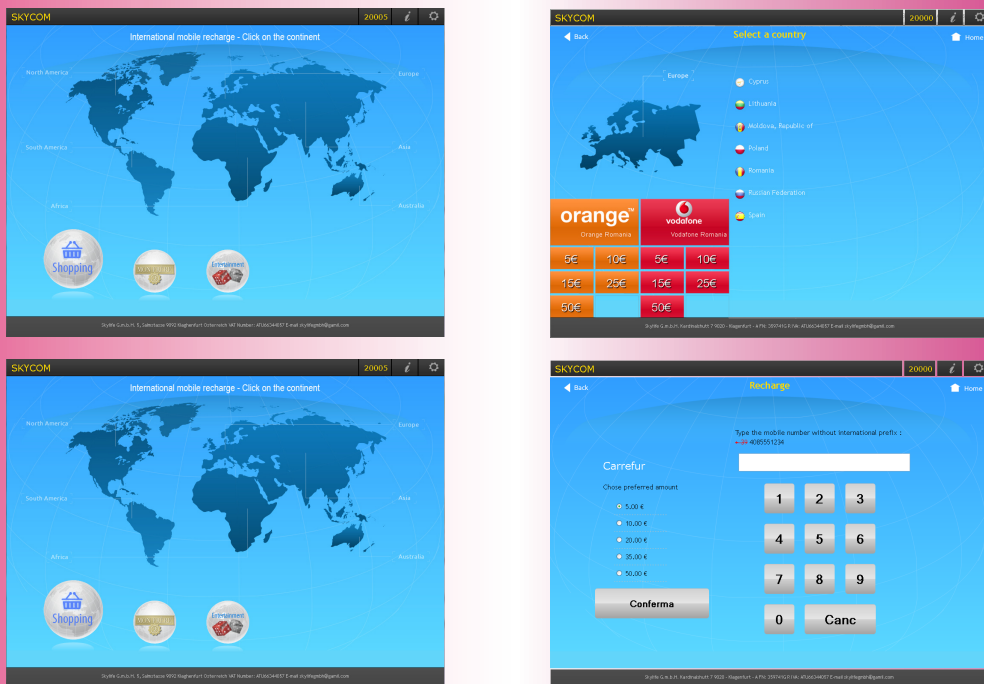 SKYCOM
20005
i
International mobile recharge - Click on the continent
North America
Europe
South America
Asia
Africa
Australia
Shopping
Entertainment
SKYCOM
20000
i
Back
Select a country
Home
Europe
Cyprus
Lithuania
Moldova, Republic of
Poland
Romania
Russian Federation
Spain
orange™
Orange Romania
vodafone
Vodafone Romania
5€ 10€ 5€ 10€
15€ 25€ 15€ 25€
50€ 50€
SKYCOM
20005
i
International mobile recharge - Click on the continent
North America
Europe
South America
Asia
Africa
Australia
Shopping
Entertainment
SKYCOM
20000
i
Back
Recharge
Home
Type the mobile number without international prefix :
4085551234
Carrefur
Chose preferred amount
5.00 €
10.00 €
20.00 €
35.00 €
50.00 €
Conferma
1 2 3
4 5 6
7 8 9
0 Canc